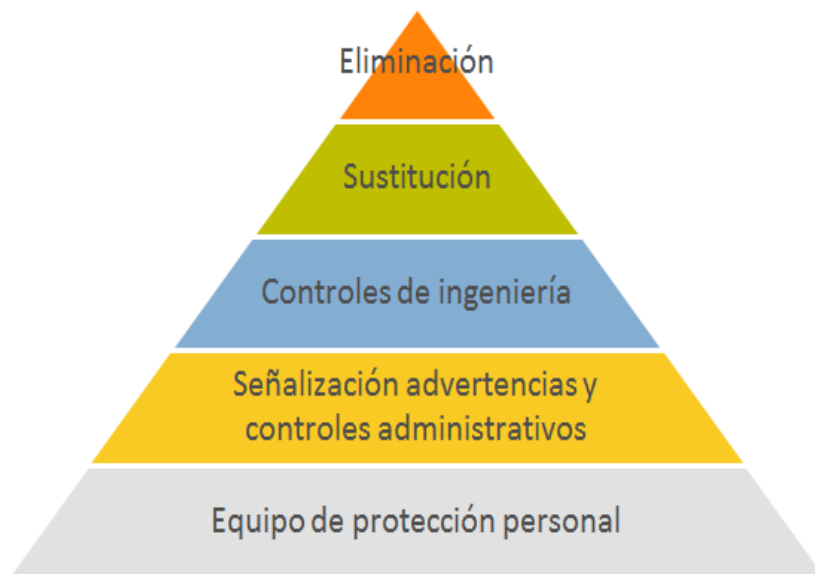 Eliminación
Sustitución
Controles de ingeniería
Señalización advertencias y
controles administrativos
Equipo de protección personal